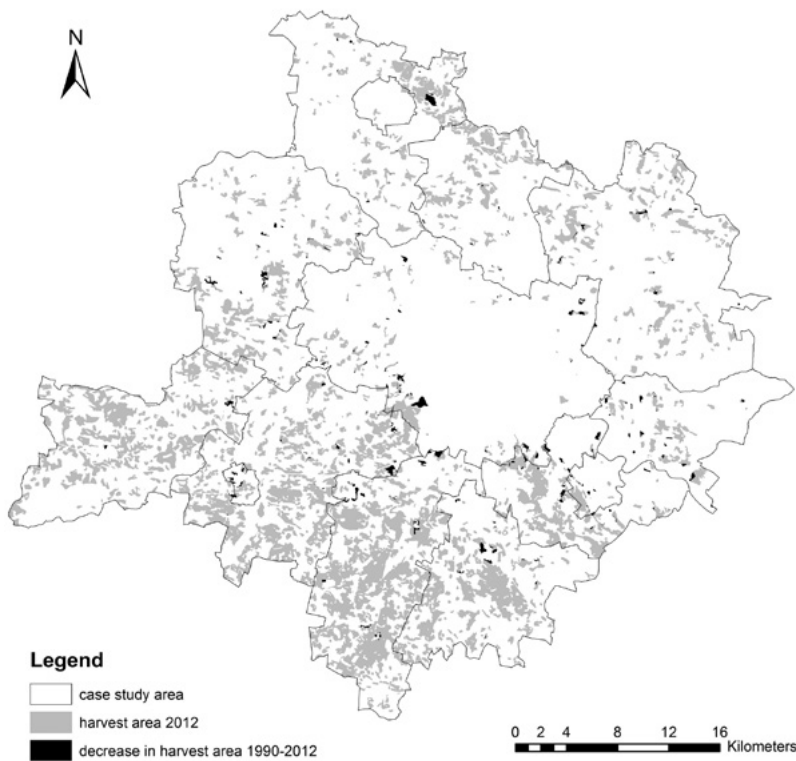 N
Legend
case study area
harvest area 2012
decrease in harvest area 1990-2012
0 2 4 8 12 16
Kilometers